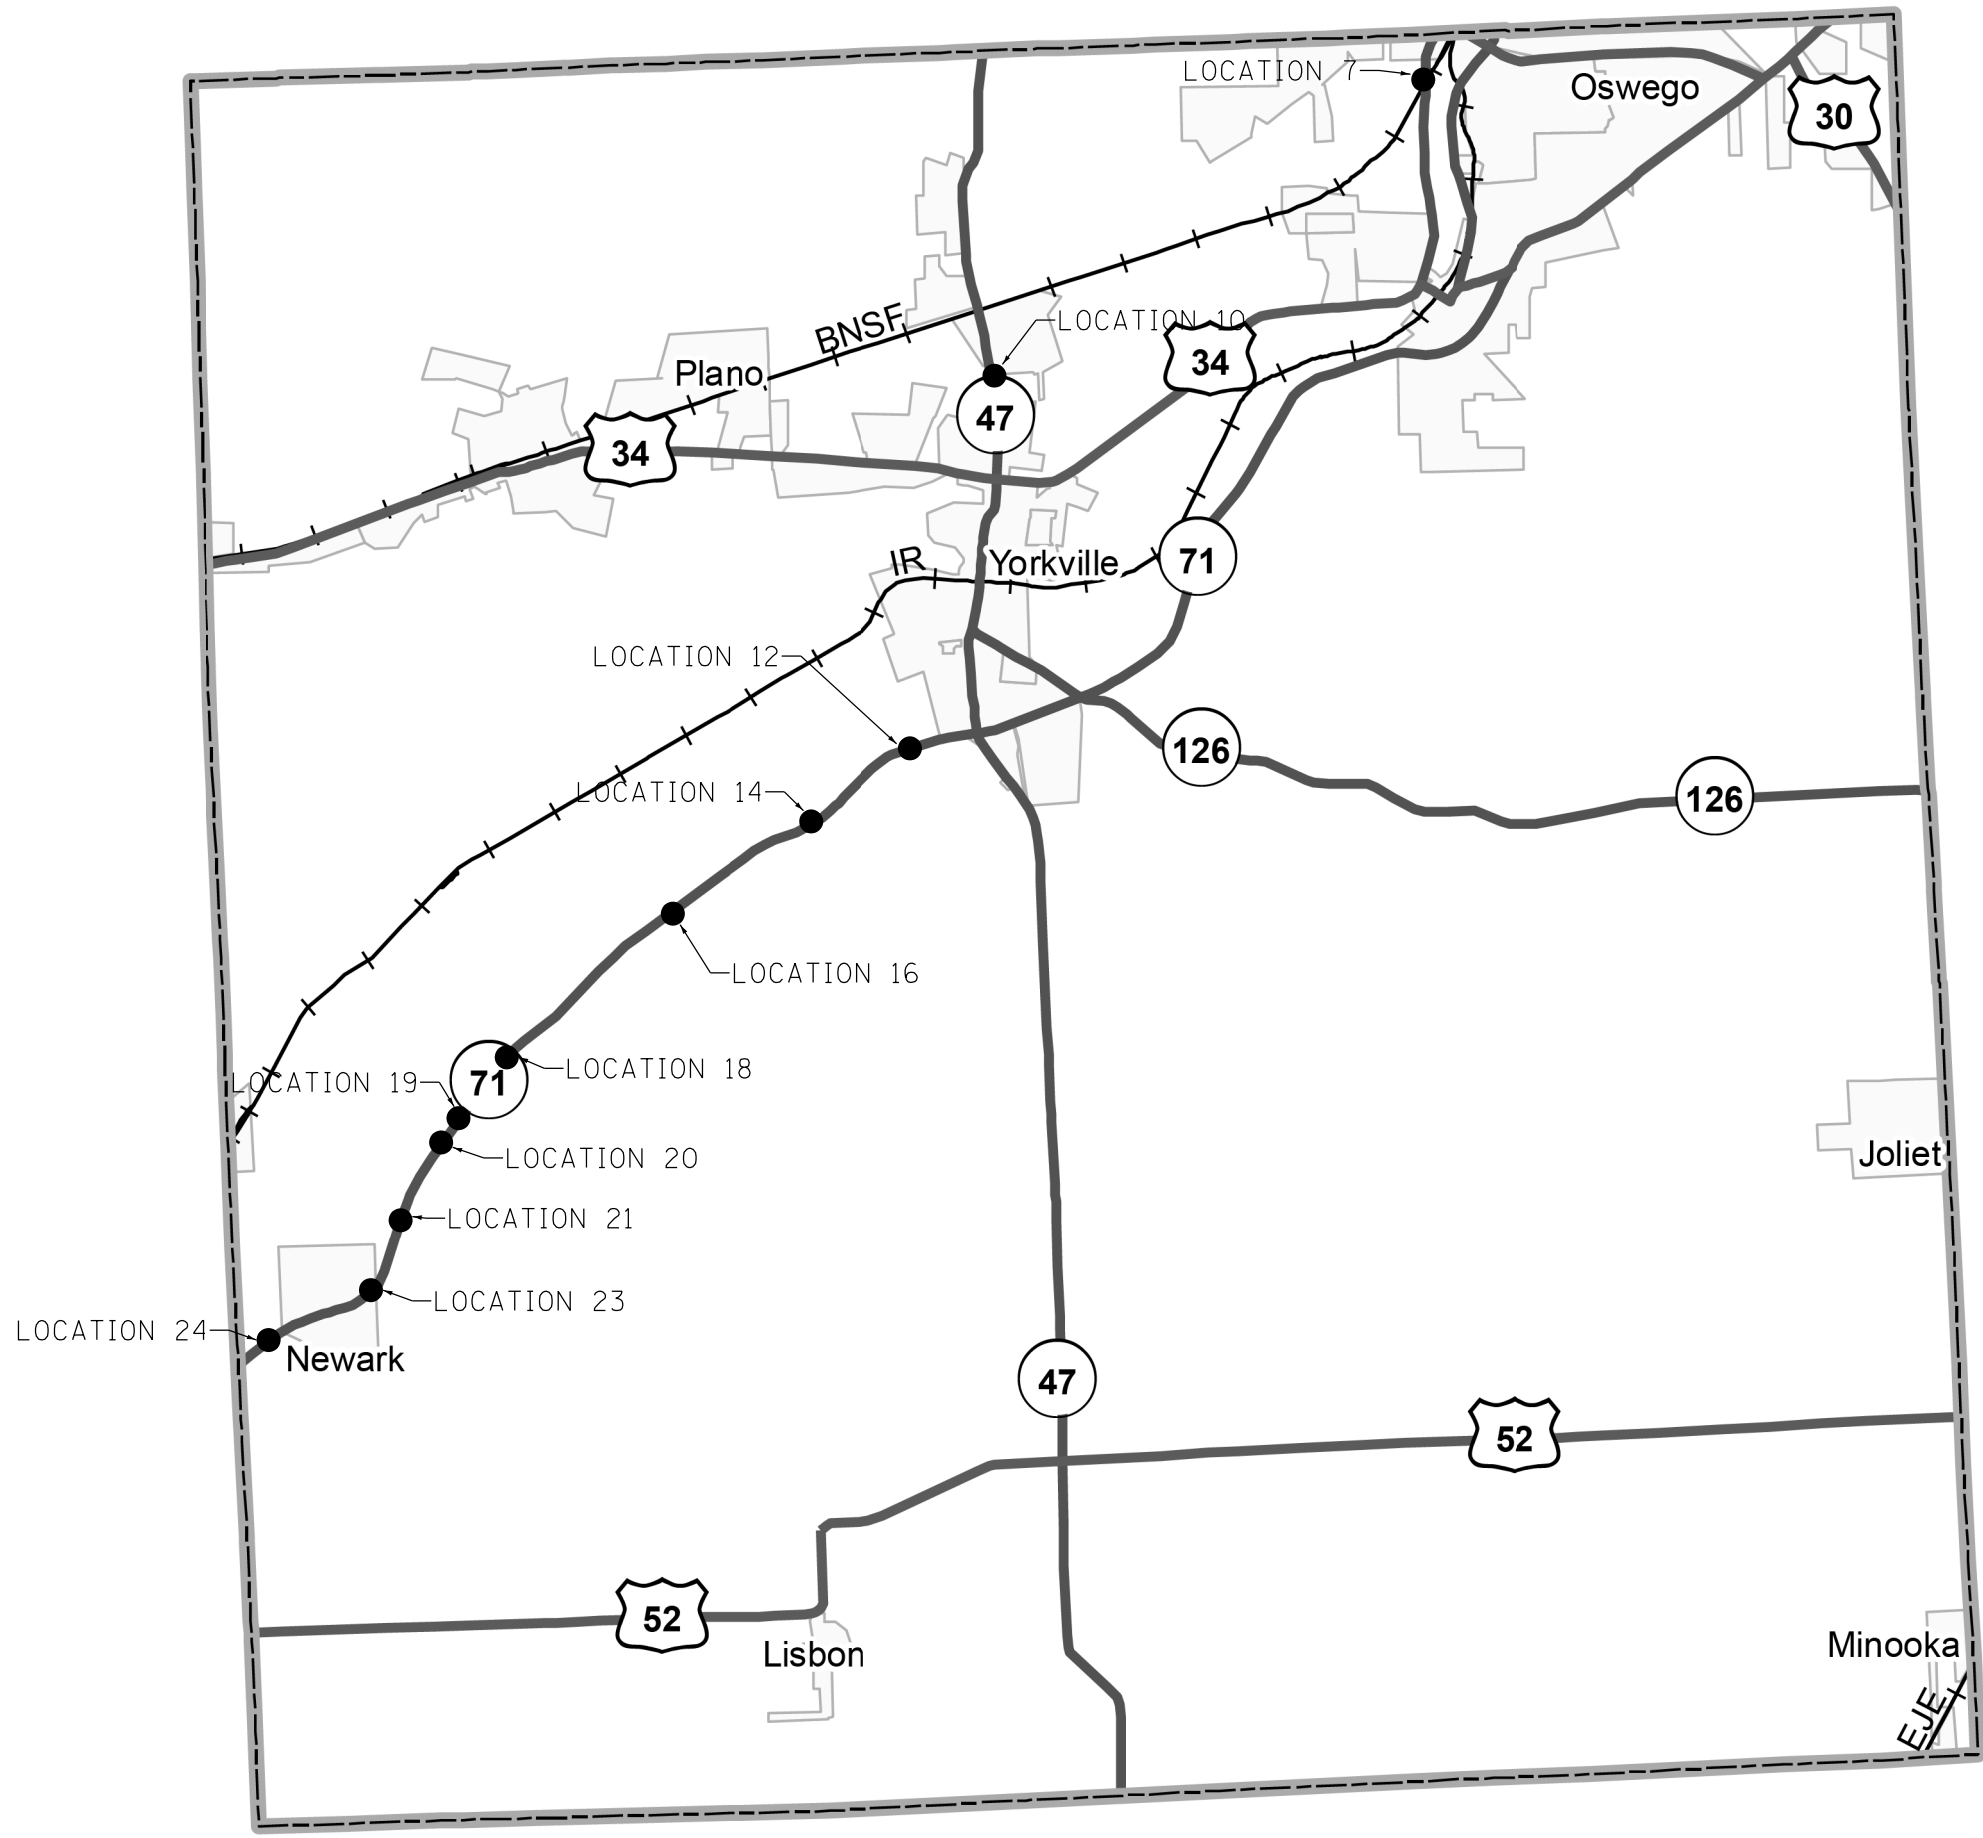 LOCATION 7
Oswego
30
LOCATION 10
BNSF
34
Plano
47
34
IR
Yorkville
71
LOCATION 12
126
LOCATION 14
126
LOCATION 16
LOCATION 18
71
LOCATION 19
LOCATION 20
Joliet
LOCATION 21
LOCATION 23
LOCATION 24
Newark
47
52
52
Lisbon
Minooka
EJE